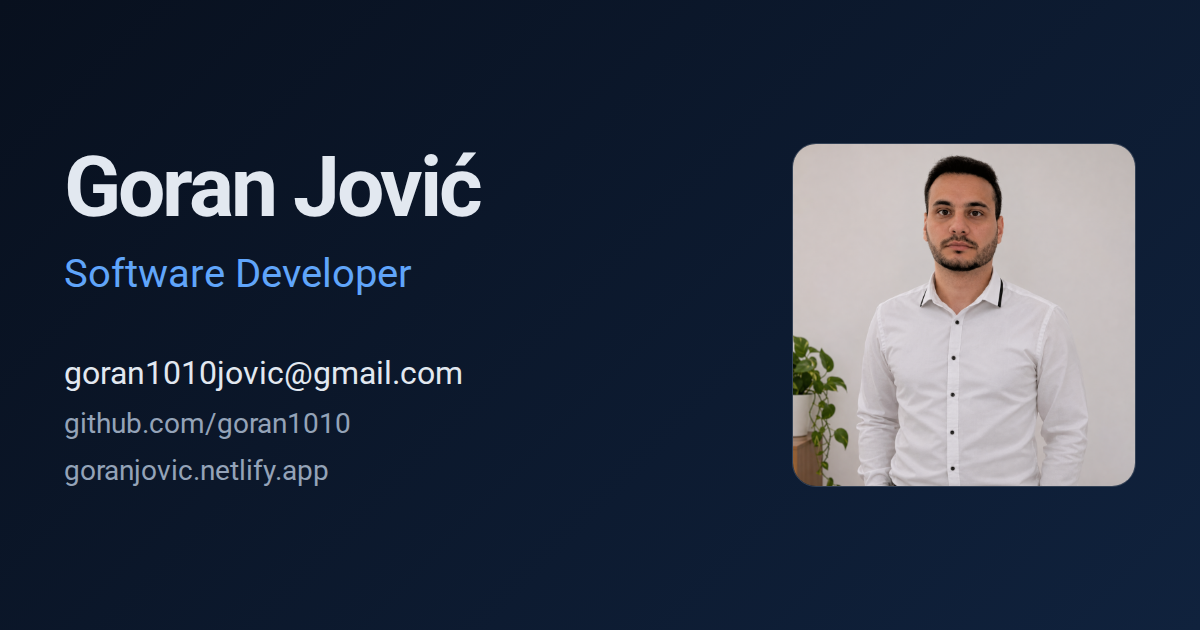 Goran Jović
Software Developer
goran1010jovic@gmail.com
github.com/goran1010
goranjovic.netlify.app